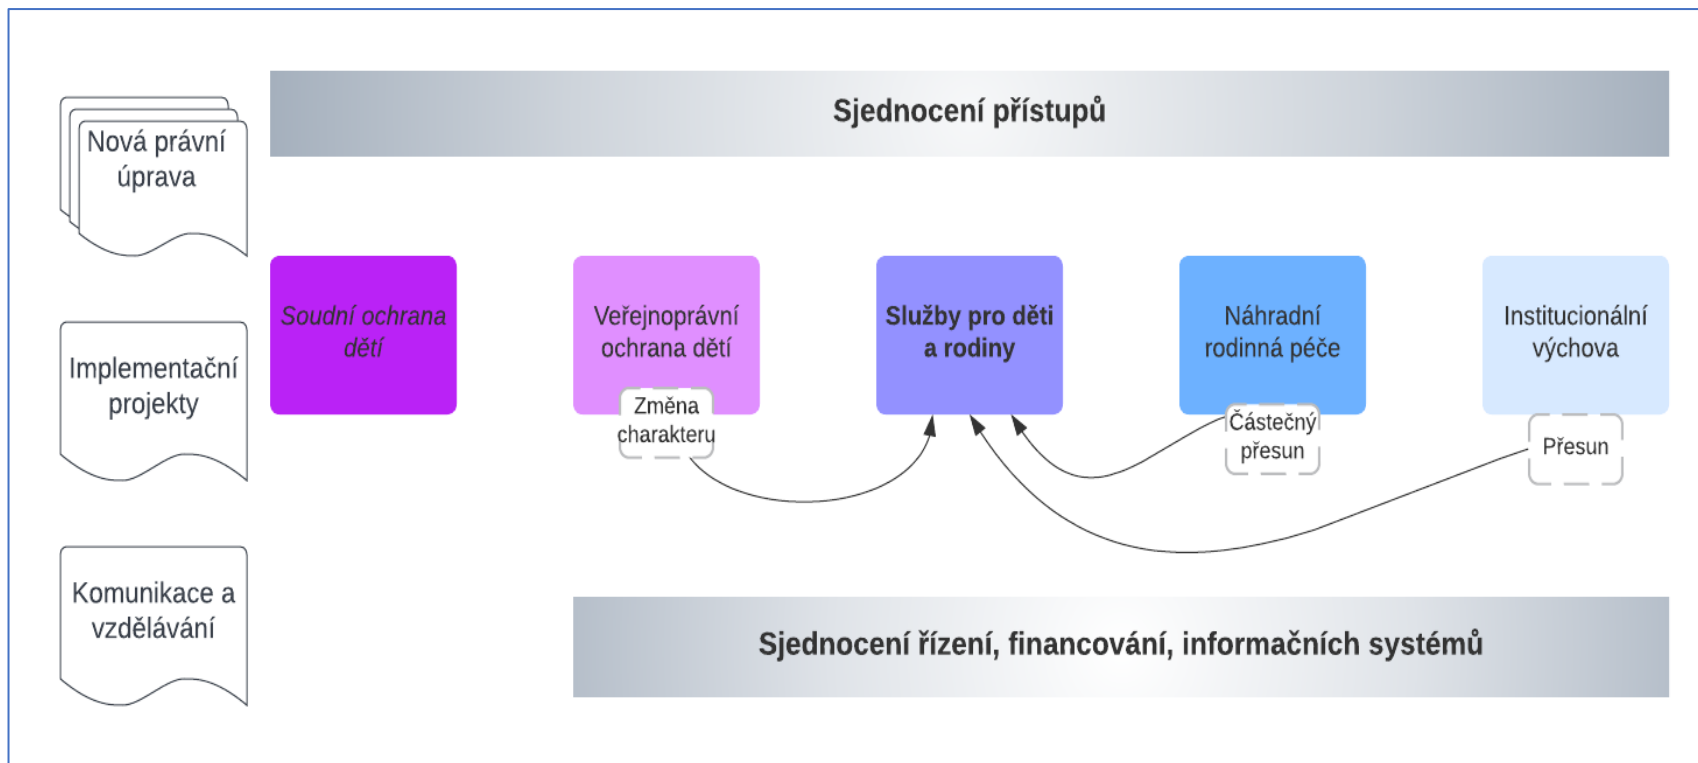 Nová právní
úprava
Sjednocení přístupů
Implementační
projekty
Soudní ochrana
dětí
Veřejnoprávní
ochrana dětí
Změna
charakteru
Služby pro děti
a rodiny
Náhradní
rodinná péče
Částečný
přesun
Institucionální
výchova
Přesun
Komunikace a
vzdělávání
Sjednocení řízení, financování, informačních systémů